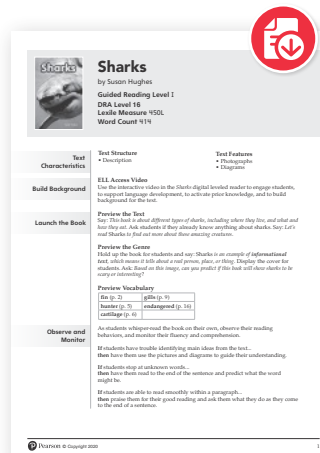 Sharks
Sharks
by Susan Hughes
Guided Reading Level I
DRA Level 16
Lexile Measure 450L
Word Count 414
Text
Characteristics
Text Structure
• Description
Text Features
• Photographs
• Diagrams
Build Background
ELL Access Video
Use the interactive video in the Sharks digital leveled reader to engage students,
to support language development, to activate prior knowledge, and to build
background for the text.
Launch the Book
Preview the Text
Say: This book is about different types of sharks, including where they live, and what and
how they eat. Ask students if they already know anything about sharks. Say: Let's
read Sharks to find out more about these amazing creatures.
Preview the Genre
Hold up the book for students and say: Sharks is an example of informational
text, which means it tells about a real person, place, or thing. Display the cover for
students. Ask: Based on this image, can you predict if this book will show sharks to be
scary or interesting?
Preview Vocabulary
fin (p. 2) gills (p. 9)
hunter (p. 5) endangered (p. 16)
cartilage (p. 6)
Observe and
Monitor
As students whisper-read the book on their own, observe their reading
behaviors, and monitor their fluency and comprehension.
If students have trouble identifying main ideas from the text...
then have them use the pictures and diagrams to guide their understanding.
If students stop at unknown words...
then have them read to the end of the sentence and predict what the word
might be.
If students are able to read smoothly within a paragraph...
then praise them for their good reading and ask them what they do as they come
to the end of a sentence.
Pearson © Copyright 2020
1